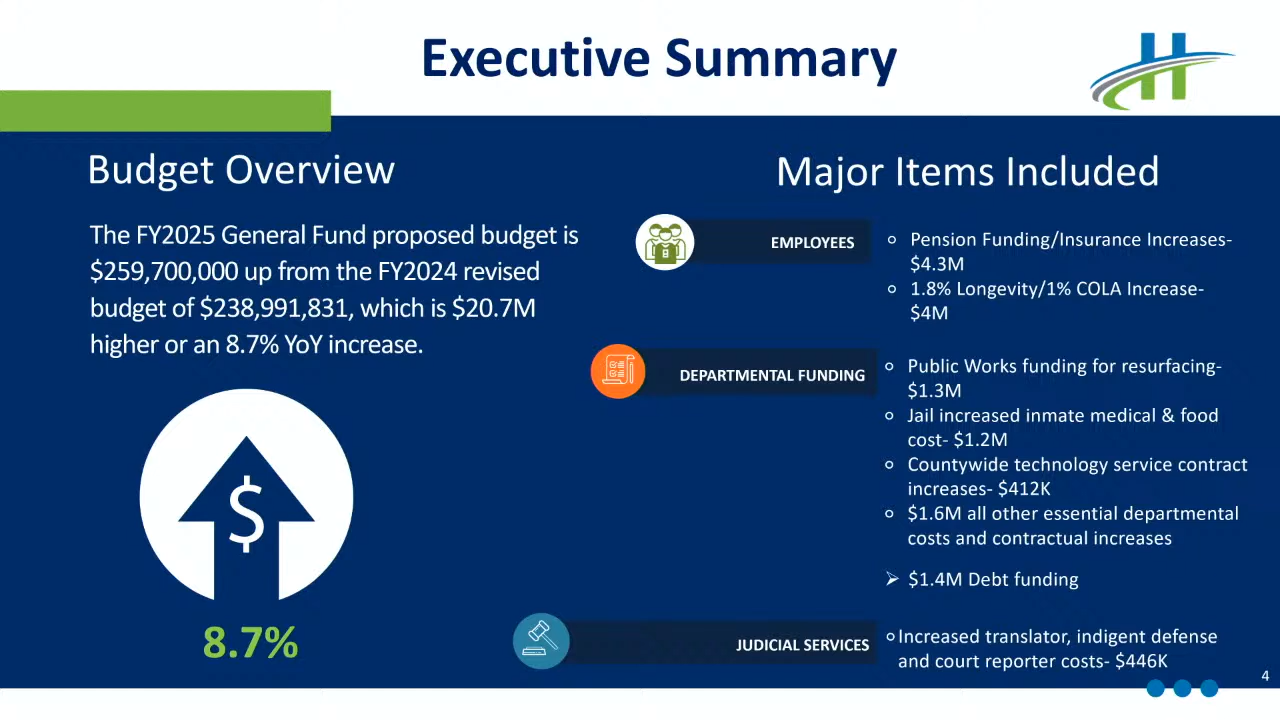 Executive Summary
H
Budget Overview
The FY2025 General Fund proposed budget is
$259,700,000 up from the FY2024 revised
budget of $238,991,831, which is $20.7M
higher or an 8.7% YoY increase.
$
8.7%
Major Items Included
EMPLOYEES
○ Pension Funding/Insurance Increases-
$4.3M
○ 1.8% Longevity/1% COLA Increase-
$4M
DEPARTMENTAL FUNDING
○ Public Works funding for resurfacing-
$1.3M
○ Jail increased inmate medical & food
cost- $1.2M
○ Countywide technology service contract
increases- $412K
○ $1.6M all other essential departmental
costs and contractual increases
➢ $1.4M Debt funding
JUDICIAL SERVICES
○ Increased translator, indigent defense
and court reporter costs- $446K
4